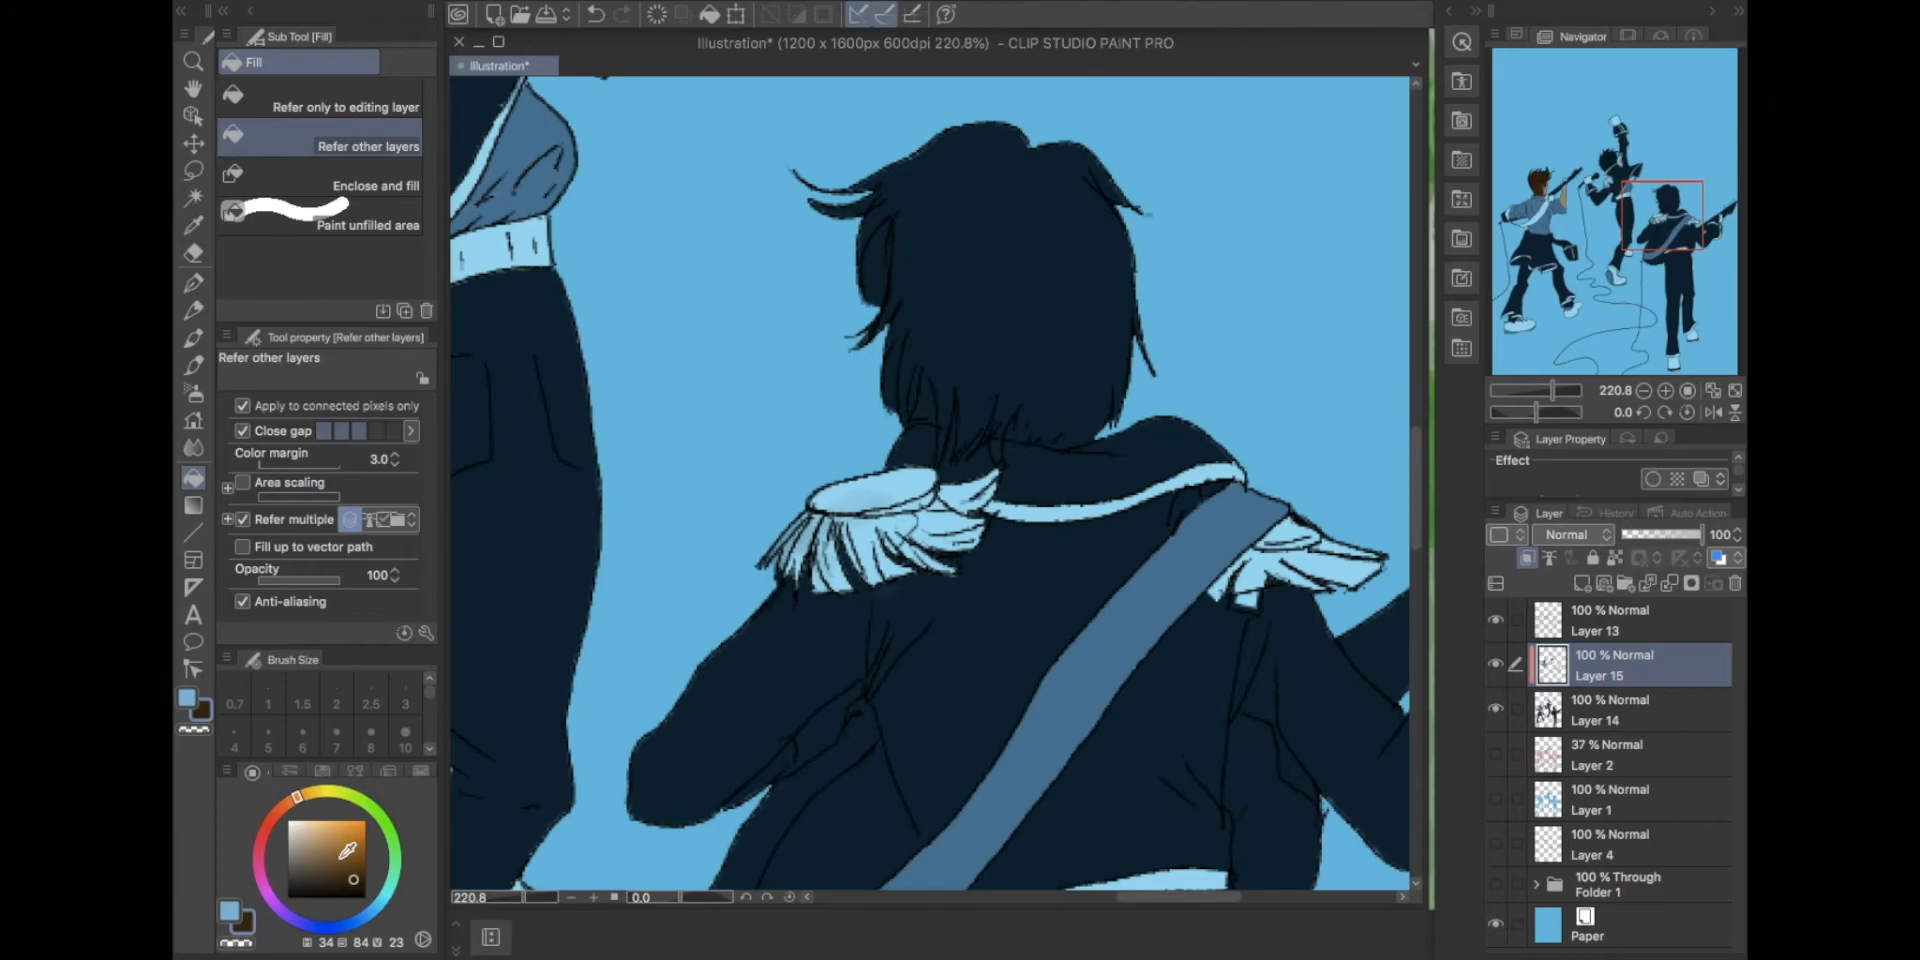 Sub Tool [Fill]
Fill
Refer only to editing layer
Refer other layers
Enclose and fill
Paint unfilled area
Tool property [Refer other layers]
Refer other layers
Apply to connected pixels only
Close gap
Color margin
3.0
Area scaling
Refer multiple
Fill up to vector path
Opacity
100
Anti-aliasing
Brush Size
0.7 1 1.5 2 2.5 3
4 5 6 7 8 10
34 84 23
Illustration* (1200 x 1600px 600dpi 220.8%) - CLIP STUDIO PAINT PRO
Illustration*
220.8
0.0
Navigator
220.8
0.0
Layer Property
Effect
Layer History Auto Action
Normal 100
100 % Normal
Layer 13
100 % Normal
Layer 15
100 % Normal
Layer 14
37 % Normal
Layer 2
100 % Normal
Layer 1
100 % Normal
Layer 4
100 % Through
Folder 1
Paper